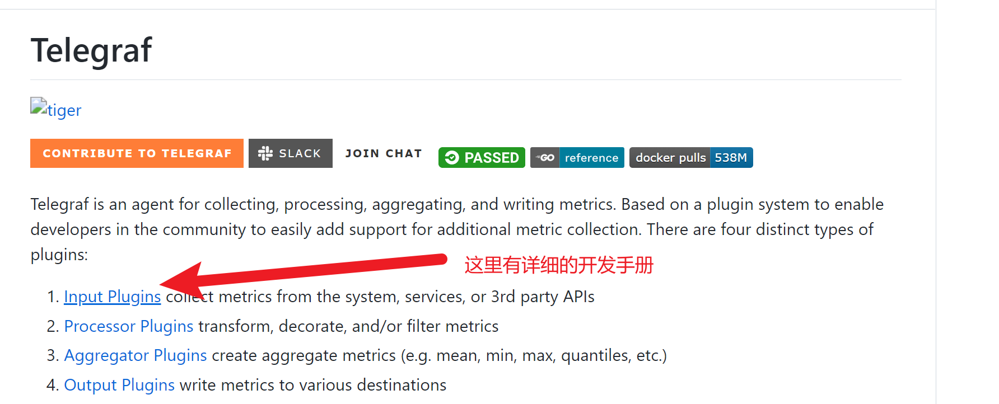 Telegraf
tiger
CONTRIBUTE TO TELEGRAF SLACK JOIN CHAT PASSED GO reference docker pulls 538M
Telegraf is an agent for collecting, processing, aggregating, and writing metrics. Based on a plugin system to enable
developers in the community to easily add support for additional metric collection. There are four distinct types of
plugins:
这里有详细的开发手册
1. Input Plugins collect metrics from the system, services, or 3rd party APIs
2. Processor Plugins transform, decorate, and/or filter metrics
3. Aggregator Plugins create aggregate metrics (e.g. mean, min, max, quantiles, etc.)
4. Output Plugins write metrics to various destinations